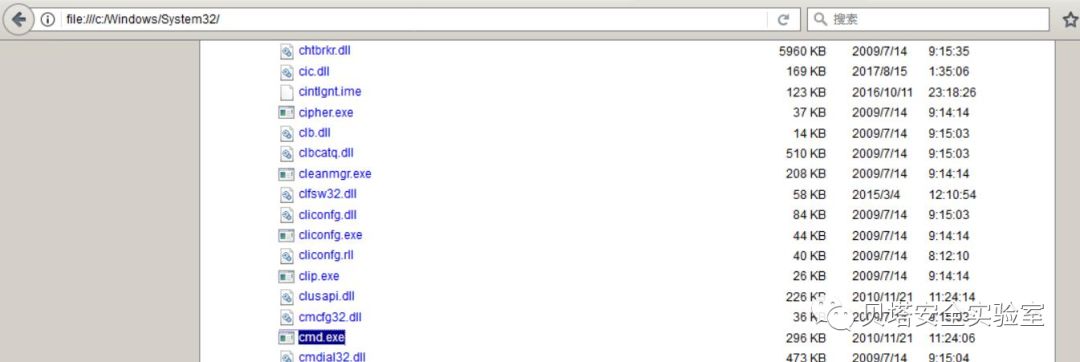 file:///c:/Windows/System32/ 搜索
chtbrkr.dll 5960 KB 2009/7/14 9:15:35
cic.dll 169 KB 2017/8/15 1:35:06
cintlgnt.ime 123 KB 2016/10/11 23:18:26
cipher.exe 37 KB 2009/7/14 9:14:14
clb.dll 14 KB 2009/7/14 9:15:03
clbcatq.dll 510 KB 2009/7/14 9:15:03
cleanmgr.exe 208 KB 2009/7/14 9:14:14
clfsw32.dll 58 KB 2015/3/4 12:10:54
cliconfg.dll 84 KB 2009/7/14 9:15:03
cliconfg.exe 44 KB 2009/7/14 9:14:14
cliconfg.rll 40 KB 2009/7/14 8:12:10
clip.exe 26 KB 2009/7/14 9:14:14
clusapi.dll 226 KB 2010/11/21 11:24:14
cmcfg32.dll 36 KB 2009/7/14 9:15:03
贝塔安全实验室
cmd.exe 296 KB 2010/11/21 11:24:06
cmdial32.dll 473 KB 2009/7/14 9:15:04